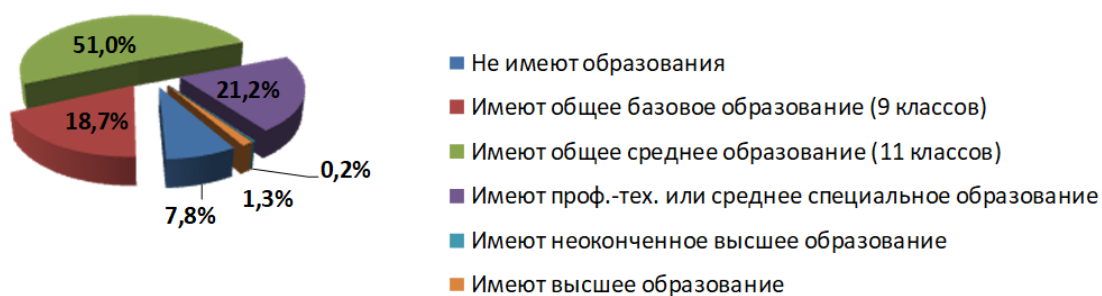 51,0%
21,2%
18,7%
0,2%
1,3%
7,8%
Не имеют образования
Имеют общее базовое образование (9 классов)
Имеют общее среднее образование (11 классов)
Имеют проф.-тех. или среднее специальное образование
Имеют неоконченное высшее образование
Имеют высшее образование